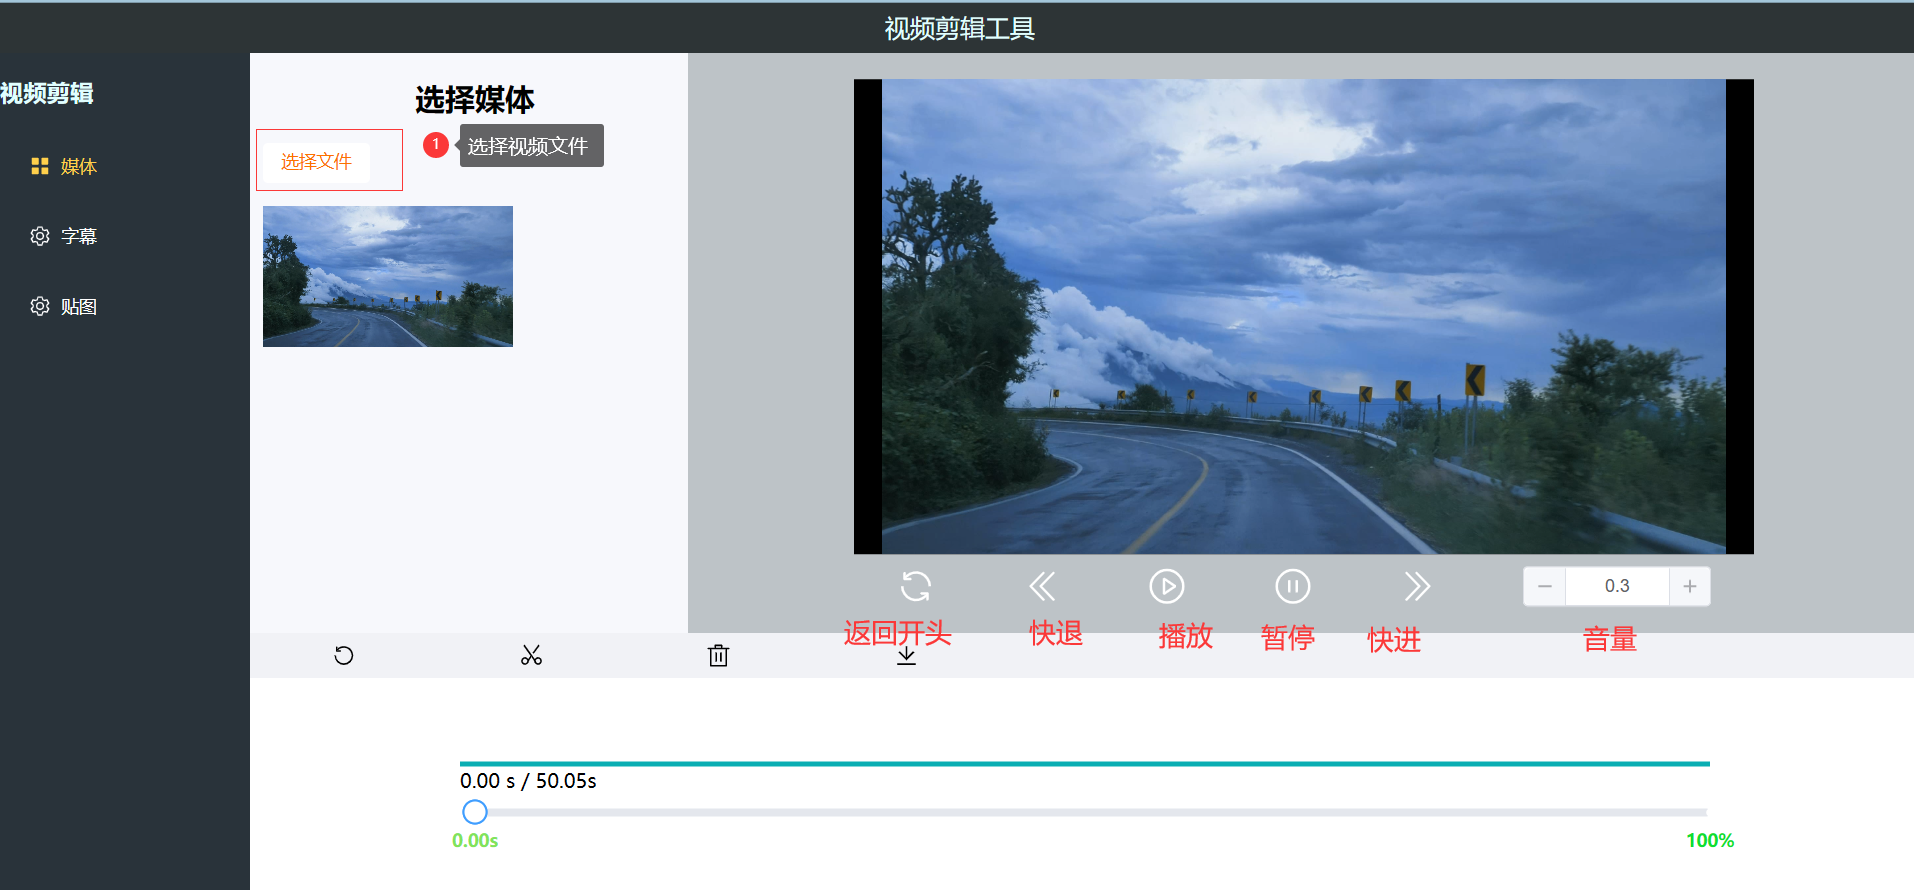 视频剪辑工具
视频剪辑
媒体
字幕
贴图
选择媒体
选择文件
1
选择视频文件
0.3
返回开头
快退
播放
暂停
快进
音量
0.00 s / 50.05s
0.00s
100%